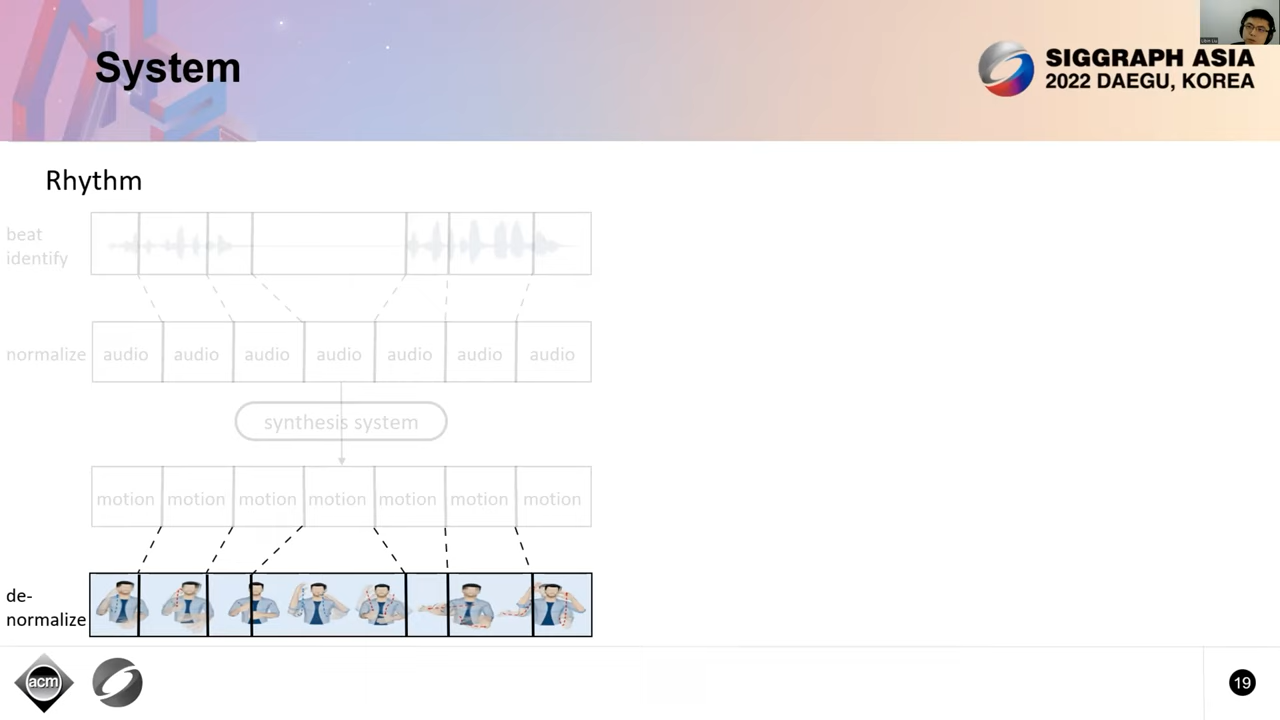 System
SIGGRAPH ASIA
2022 DAEGU, KOREA
Rhythm
beat
identify
normalize
audio audio audio audio audio audio audio
synthesis system
motion motion motion motion motion motion motion
de-
normalize
acm
19